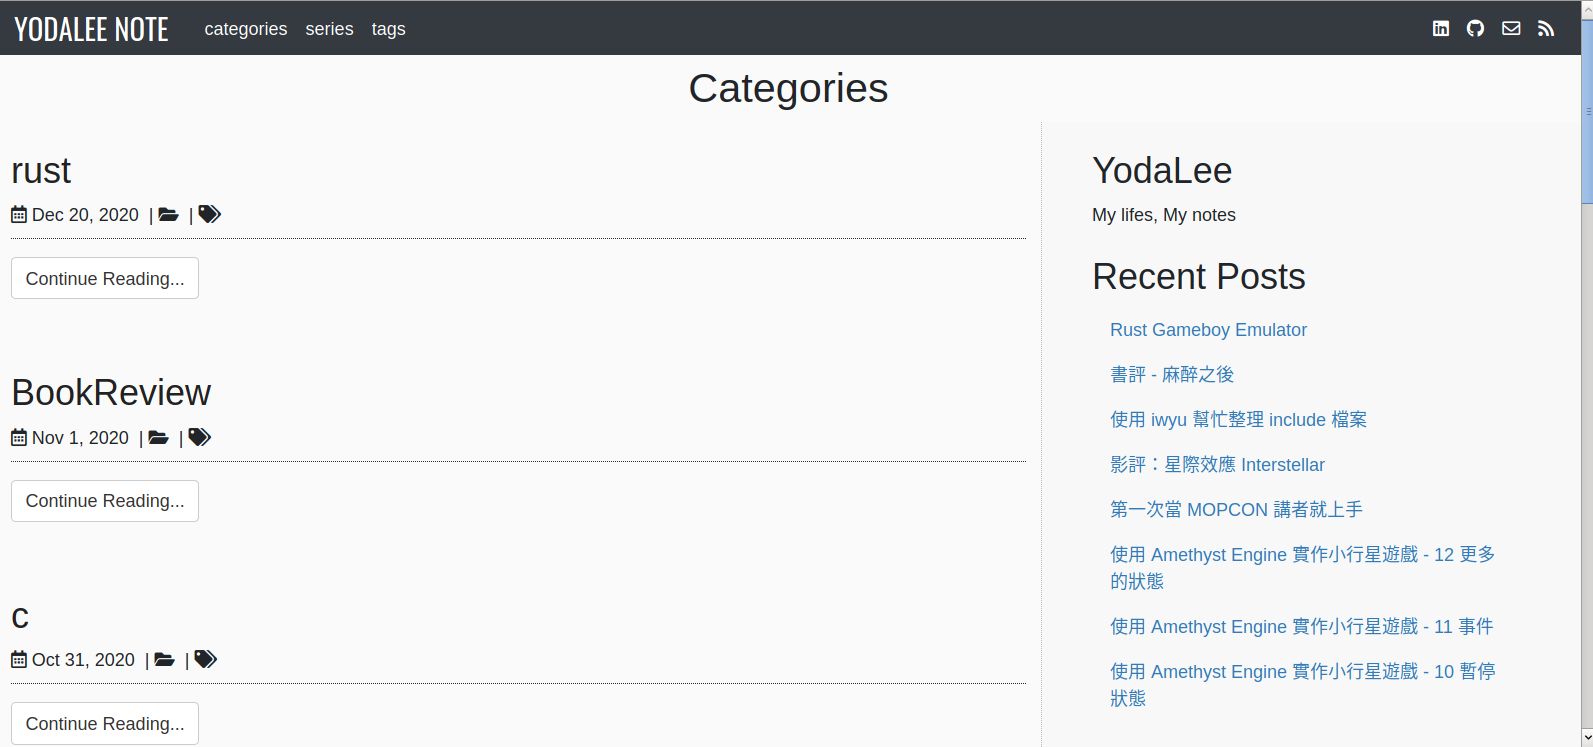 YODALEE NOTE categories series tags
Categories
rust
Dec 20, 2020 | |
Continue Reading...
BookReview
Nov 1, 2020 | |
Continue Reading...
c
Oct 31, 2020 | |
Continue Reading...
YodaLee
My lifes, My notes
Recent Posts
Rust Gameboy Emulator
書評 - 麻醉之後
使用 iwyu 幫忙整理 include 檔案
影評：星際效應 Interstellar
第一次當 MOPCON 講者就上手
使用 Amethyst Engine 實作小行星遊戲 - 12 更多
的狀態
使用 Amethyst Engine 實作小行星遊戲 - 11 事件
使用 Amethyst Engine 實作小行星遊戲 - 10 暫停
狀態